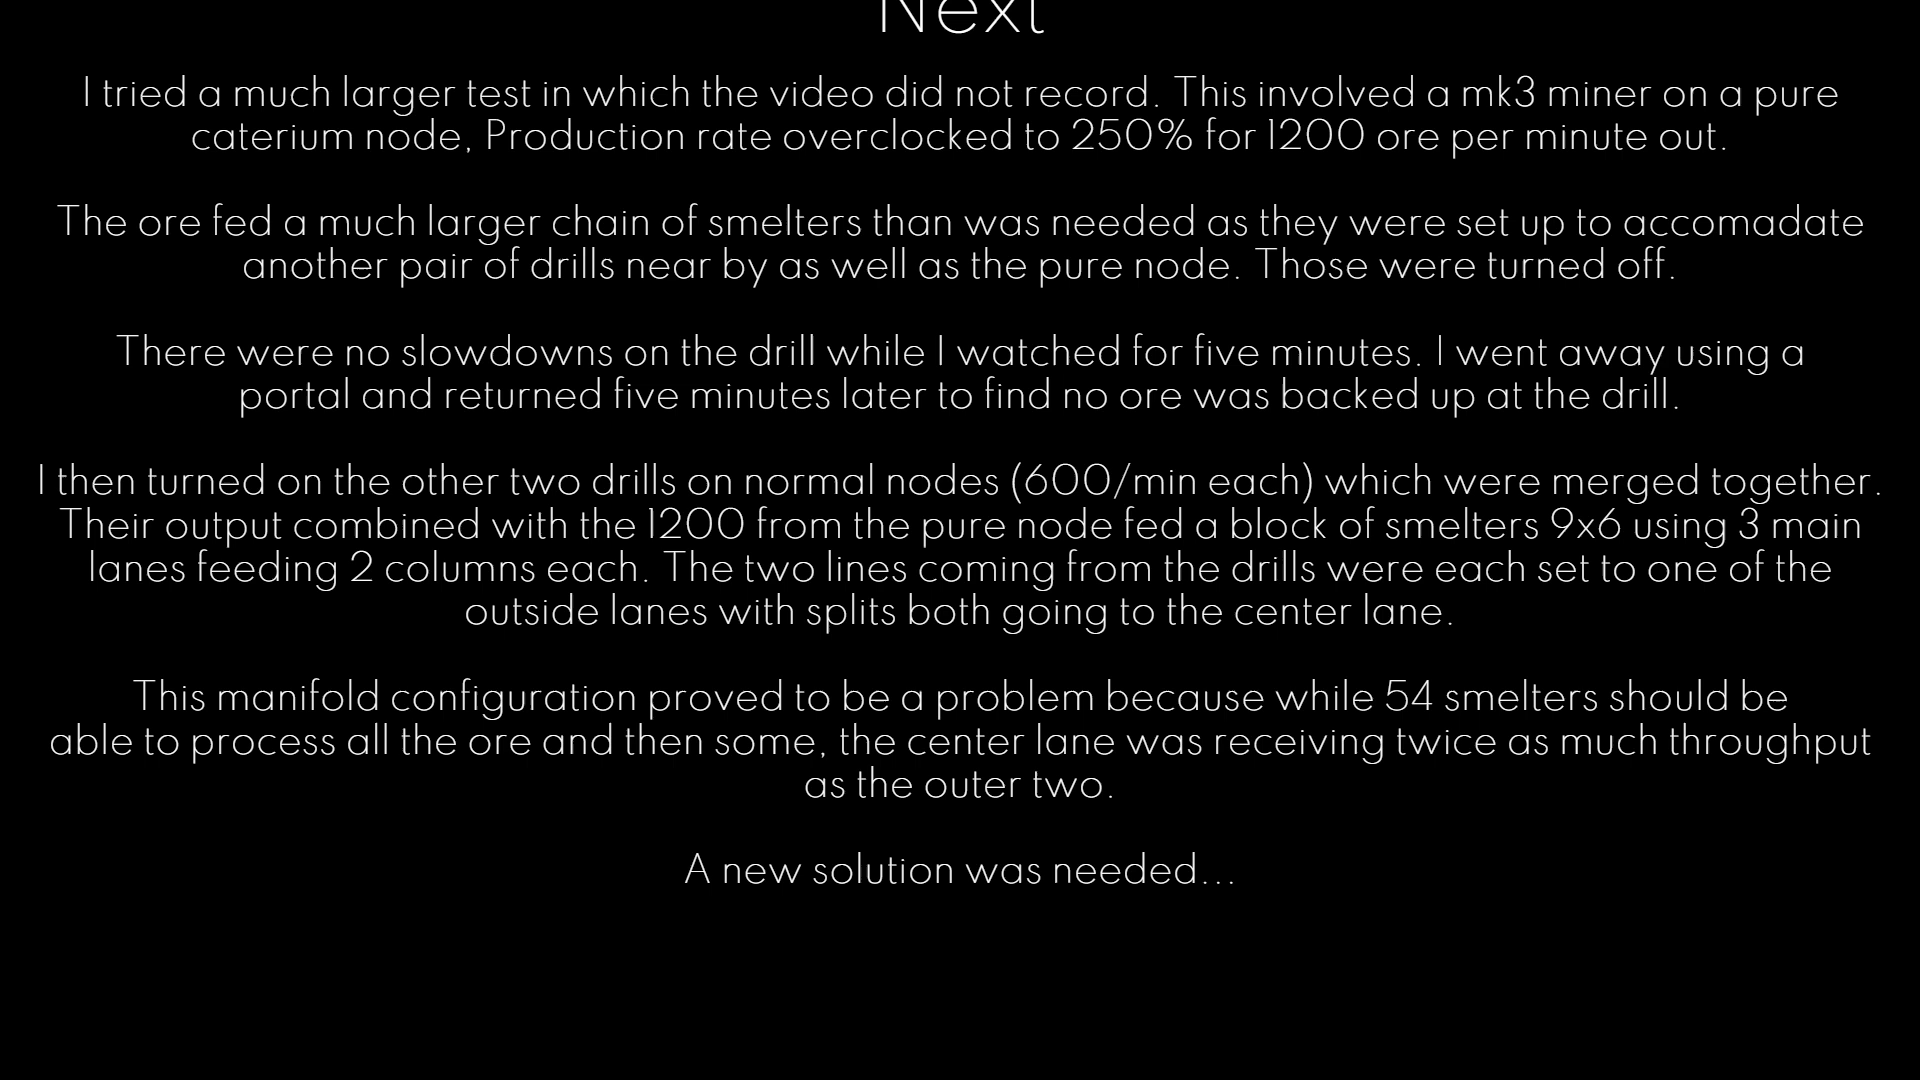 Next
I tried a much larger test in which the video did not record. This involved a mk3 miner on a pure
caterium node, Production rate overclocked to 250% for 1200 ore per minute out.
The ore fed a much larger chain of smelters than was needed as they were set up to accomadate
another pair of drills near by as well as the pure node. Those were turned off.
There were no slowdowns on the drill while I watched for five minutes. I went away using a
portal and returned five minutes later to find no ore was backed up at the drill.
I then turned on the other two drills on normal nodes (600/min each) which were merged together.
Their output combined with the 1200 from the pure node fed a block of smelters 9x6 using 3 main
lanes feeding 2 columns each. The two lines coming from the drills were each set to one of the
outside lanes with splits both going to the center lane.
This manifold configuration proved to be a problem because while 54 smelters should be
able to process all the ore and then some, the center lane was receiving twice as much throughput
as the outer two.
A new solution was needed...